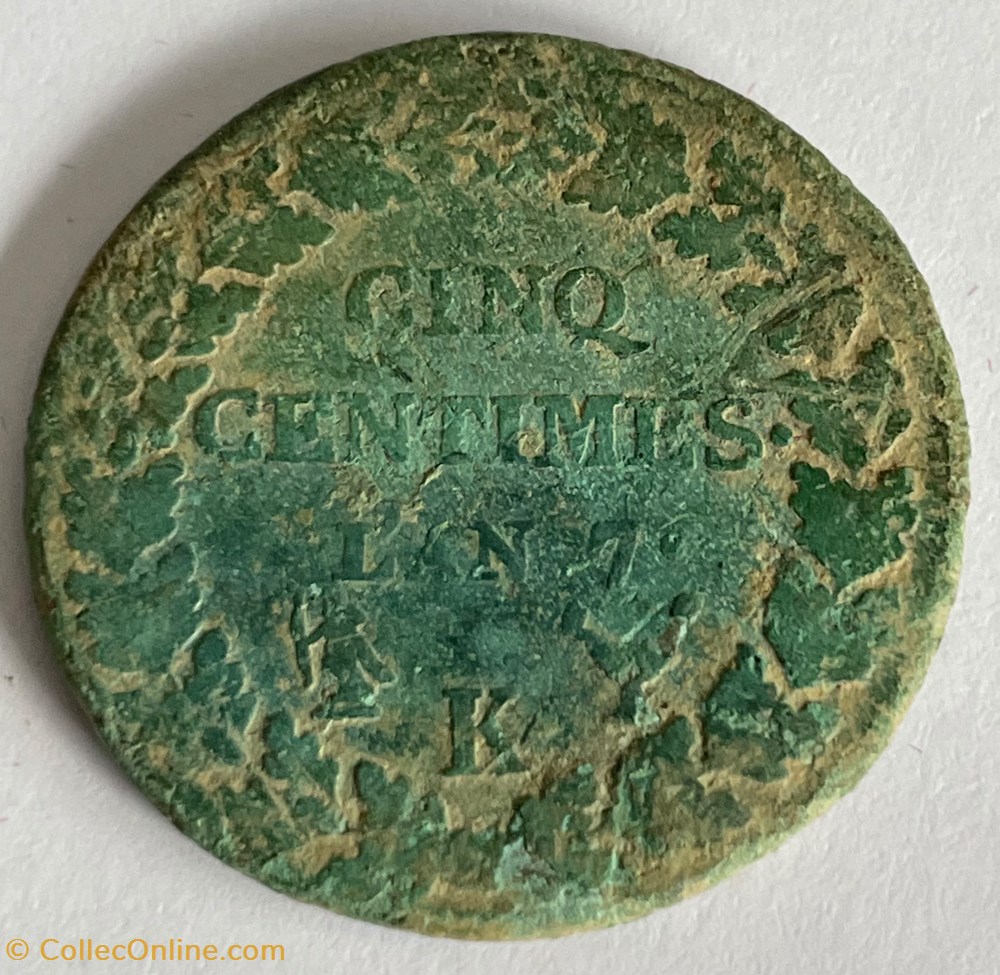 CINQ
CENTIMES.
L'AN 7.
K
© CollecOnline.com